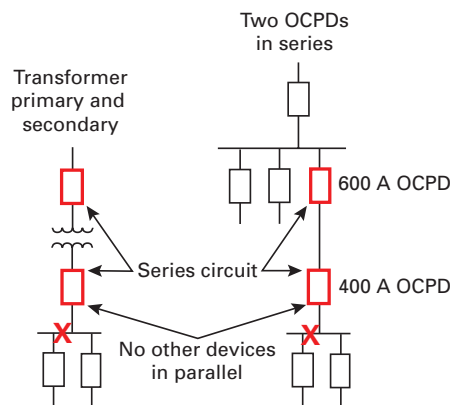 Two OCPDs
in series
Transformer
primary and
secondary
600 A OCPD
Series circuit
400 A OCPD
X
X
No other devices
in parallel